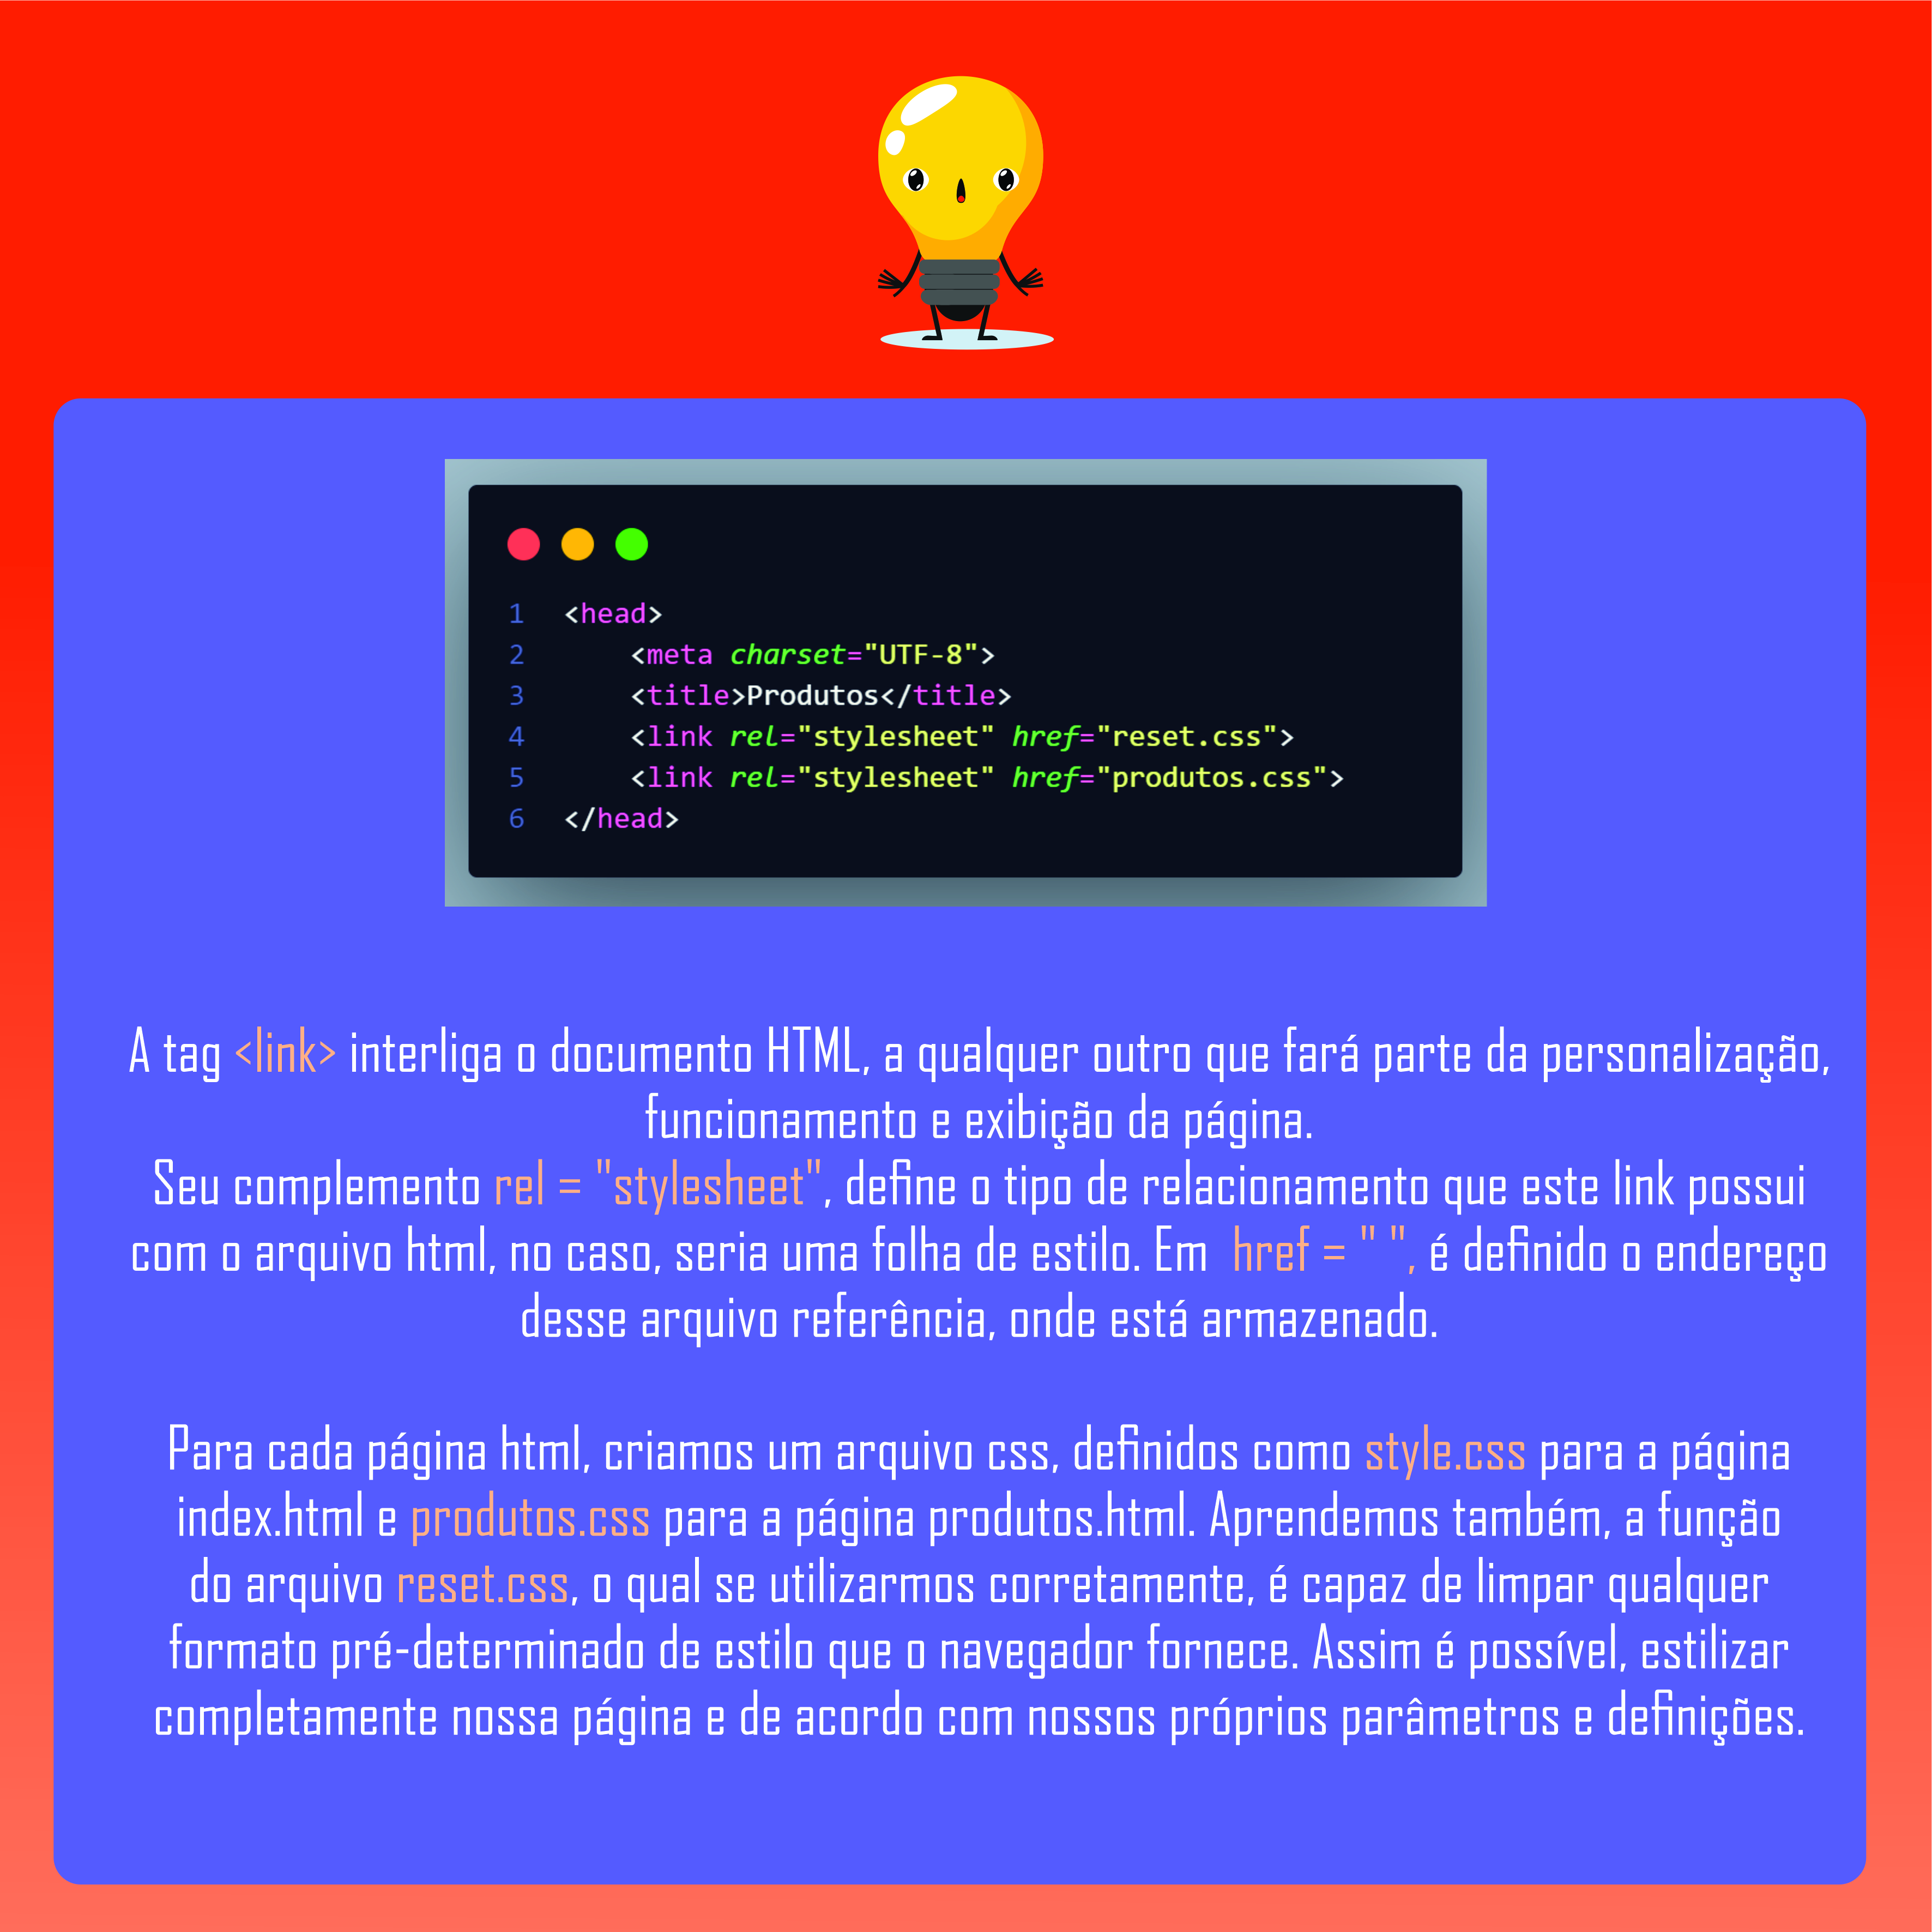 1 <head>
2 <meta charset="UTF-8">
3 <title>Produtos</title>
4 <link rel="stylesheet" href="reset.css">
5 <link rel="stylesheet" href="produtos.css">
6 </head>
A tag <link> interliga o documento HTML, a qualquer outro que fará parte da personalização,
funcionamento e exibição da página.
Seu complemento rel = "stylesheet", define o tipo de relacionamento que este link possui
com o arquivo html, no caso, seria uma folha de estilo. Em href = " ", é definido o endereço
desse arquivo referência, onde está armazenado.
Para cada página html, criamos um arquivo css, definidos como style.css para a página
index.html e produtos.css para a página produtos.html. Aprendemos também, a função
do arquivo reset.css, o qual se utilizarmos corretamente, é capaz de limpar qualquer
formato pré-determinado de estilo que o navegador fornece. Assim é possível, estilizar
completamente nossa página e de acordo com nossos próprios parâmetros e definições.